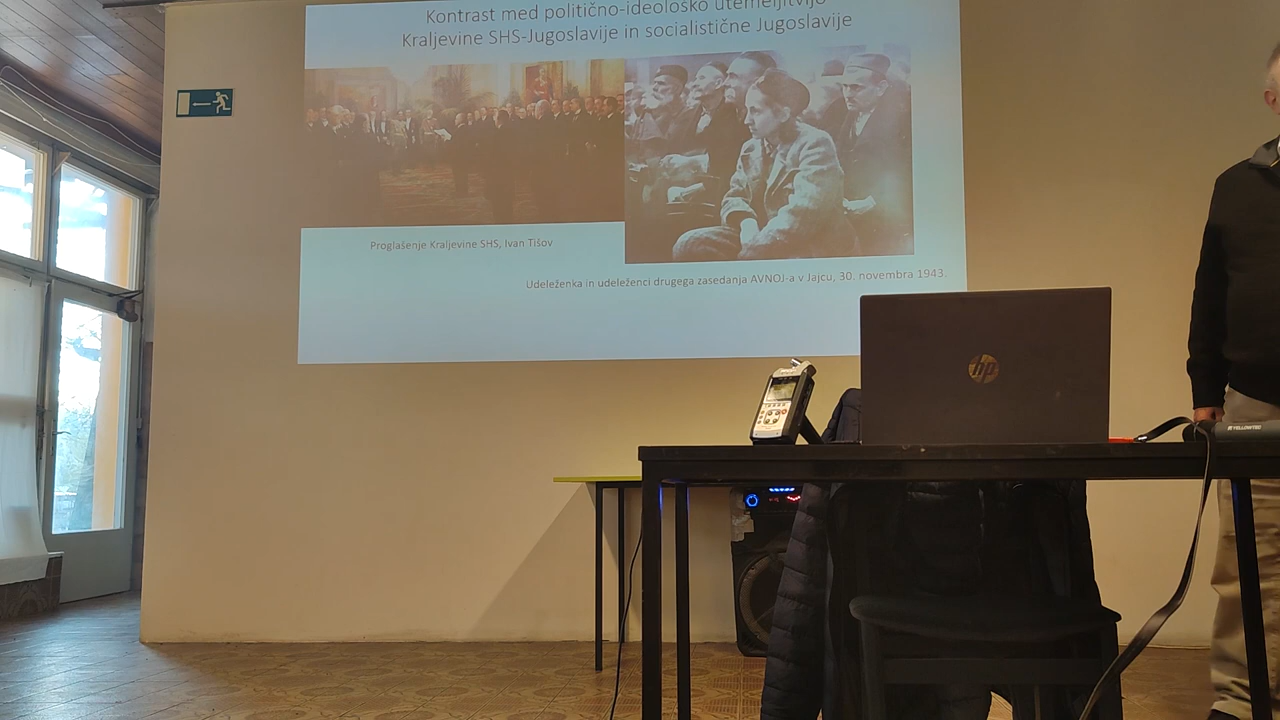 Kontrast med politično-ideološko utemeljitvijo
Kraljevine SHS-Jugoslavije in socialistične Jugoslavije
Proglašenje Kraljevine SHS, Ivan Tišov
Udeleženka in udeleženci drugega zasedanja AVNOJ-a v Jajcu, 30. novembra 1943.
hp
YELLOWTEC